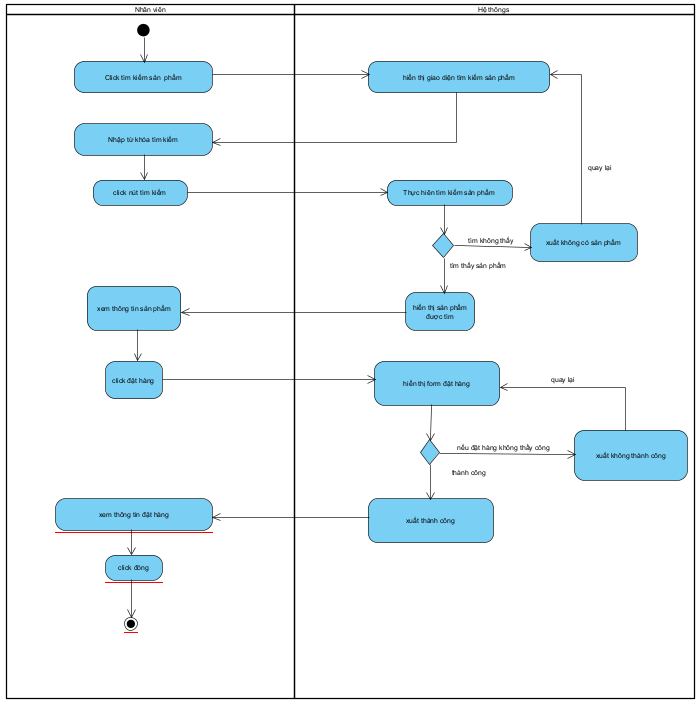 Nhân viên
Hệ thôngs
Click tìm kiếm sản phẩm
hiển thị giao diện tìm kiếm sản phẩm
Nhập từ khóa tìm kiếm
quay lại
click nút tìm kiếm
Thực hiên tìm kiếm sản phẩm
tìm không thấy
xuất không có sản phẩm
tìm thấy sản phẩm
xem thông tin sản phẩm
hiển thị sản phẩm
được tìm
click đặt hàng
hiển thị form đặt hàng
quay lại
nếu đặt hàng không thầy công
xuất không thành công
thành công
xem thông tin đặt hàng
xuất thành công
click đóng